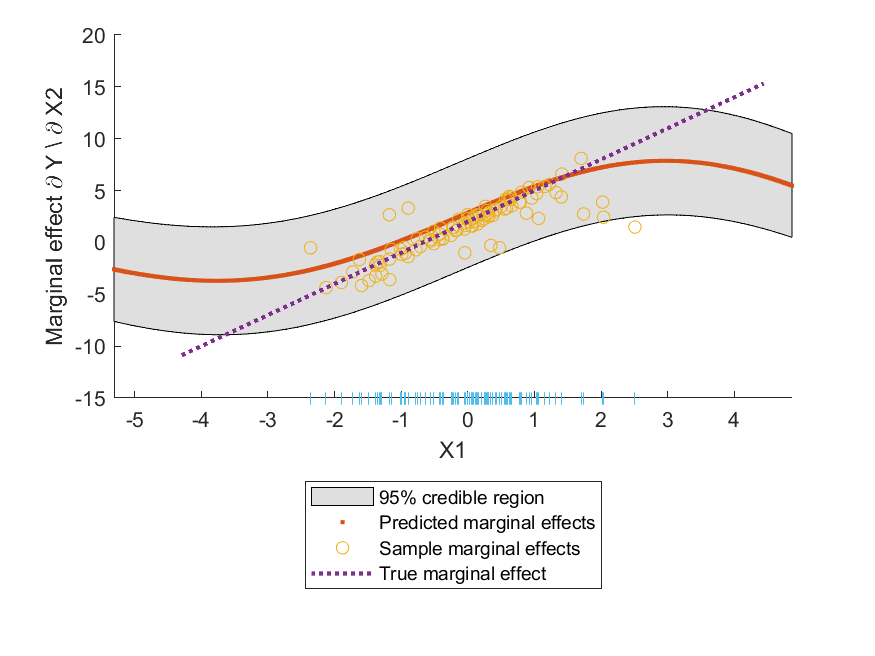 20
15
10
5
0
-5
-10
-15
Marginal effect ∂ Y \ ∂ X2
-5 -4 -3 -2 -1 0 1 2 3 4
X1
95% credible region
Predicted marginal effects
Sample marginal effects
True marginal effect